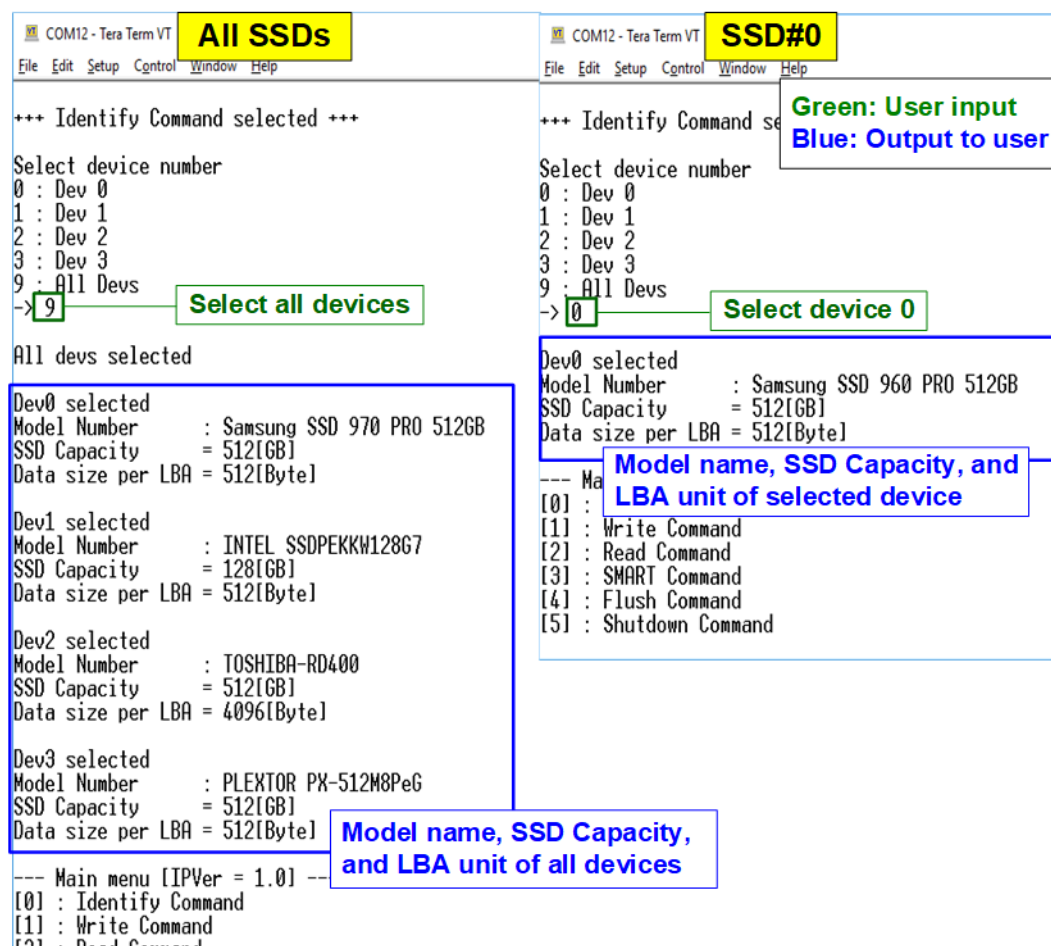 COM12 - Tera Term VT
All SSDs
File Edit Setup Control Window Help
+++ Identify Command selected +++
Select device number
0 : Dev 0
1 : Dev 1
2 : Dev 2
3 : Dev 3
9 : All Devs
-> 9
Select all devices
All devs selected
Dev0 selected
Model Number : Samsung SSD 970 PRO 512GB
SSD Capacity = 512[GB]
Data size per LBA = 512[Byte]
Dev1 selected
Model Number : INTEL SSDPEKKW128G7
SSD Capacity = 128[GB]
Data size per LBA = 512[Byte]
Dev2 selected
Model Number : TOSHIBA-RD400
SSD Capacity = 512[GB]
Data size per LBA = 4096[Byte]
Dev3 selected
Model Number : PLEXTOR PX-512M8PeG
SSD Capacity = 512[GB]
Data size per LBA = 512[Byte]
Model name, SSD Capacity,
and LBA unit of all devices
--- Main menu [IPVer = 1.0] ---
[0] : Identify Command
[1] : Write Command
[2] : Read Command
COM12 - Tera Term VT
SSD#0
File Edit Setup Control Window Help
+++ Identify Command se
Green: User input
Blue: Output to user
Select device number
0 : Dev 0
1 : Dev 1
2 : Dev 2
3 : Dev 3
9 : All Devs
-> 0
Select device 0
Dev0 selected
Model Number : Samsung SSD 960 PRO 512GB
SSD Capacity = 512[GB]
Data size per LBA = 512[Byte]
Model name, SSD Capacity, and
LBA unit of selected device
--- Ma
[0] :
[1] : Write Command
[2] : Read Command
[3] : SMART Command
[4] : Flush Command
[5] : Shutdown Command